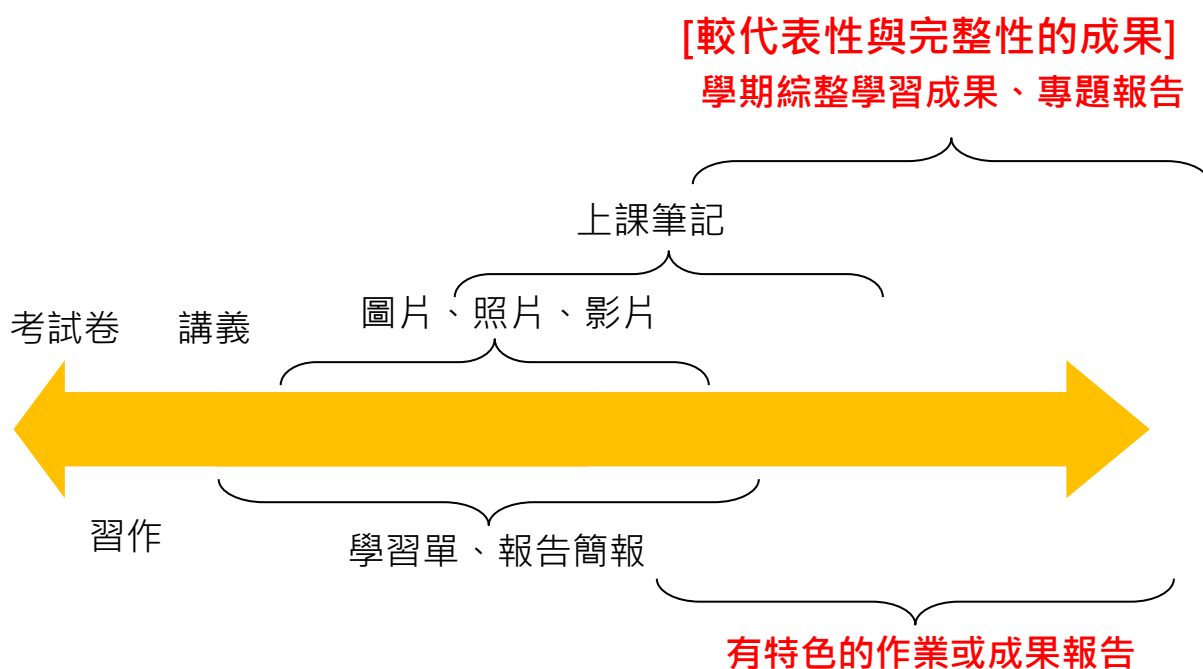 [較代表性與完整性的成果]
學期綜整學習成果、專題報告
上課筆記
圖片、照片、影片
考試卷
講義
習作
學習單、報告簡報
有特色的作業或成果報告